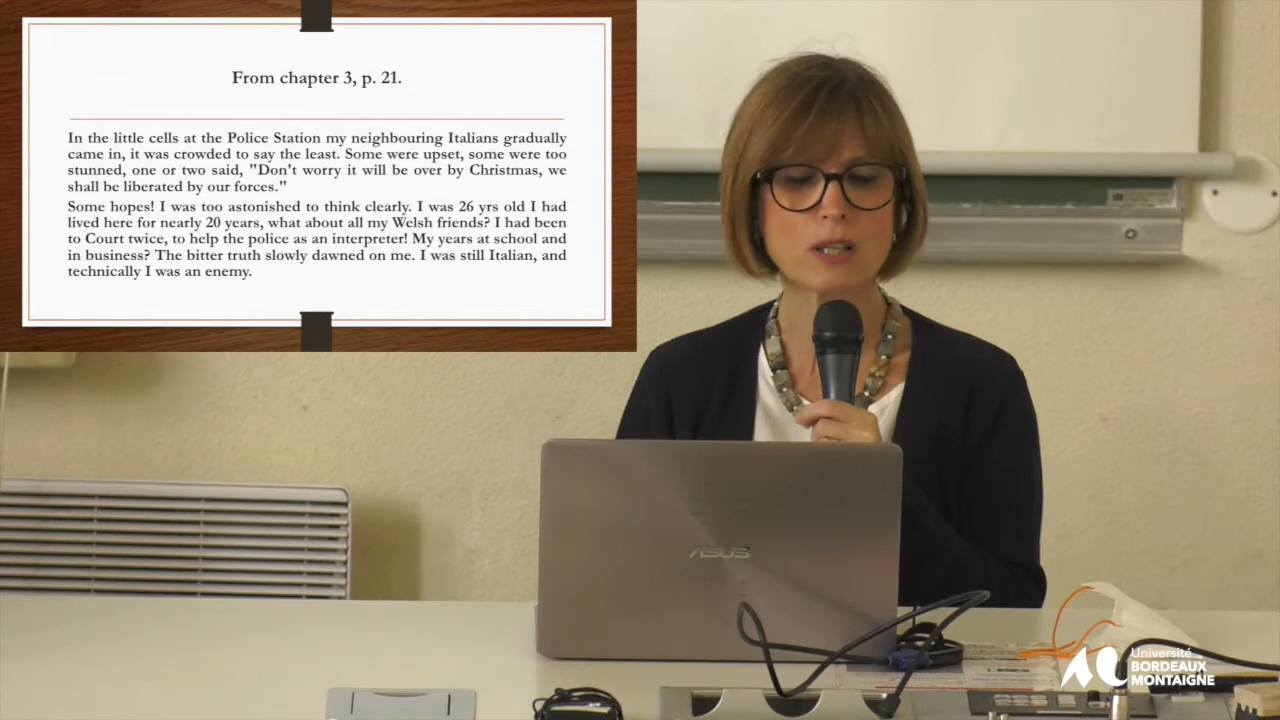 From chapter 3, p. 21.
In the little cells at the Police Station my neighbouring Italians gradually
came in, it was crowded to say the least. Some were upset, some were too
stunned, one or two said, "Don't worry it will be over by Christmas, we
shall be liberated by our forces."
Some hopes! I was too astonished to think clearly. I was 26 yrs old I had
lived here for nearly 20 years, what about all my Welsh friends? I had been
to Court twice, to help the police as an interpreter! My years at school and
in business? The bitter truth slowly dawned on me. I was still Italian, and
technically I was an enemy.
ASUS
Université
BORDEAUX
MONTAIGNE